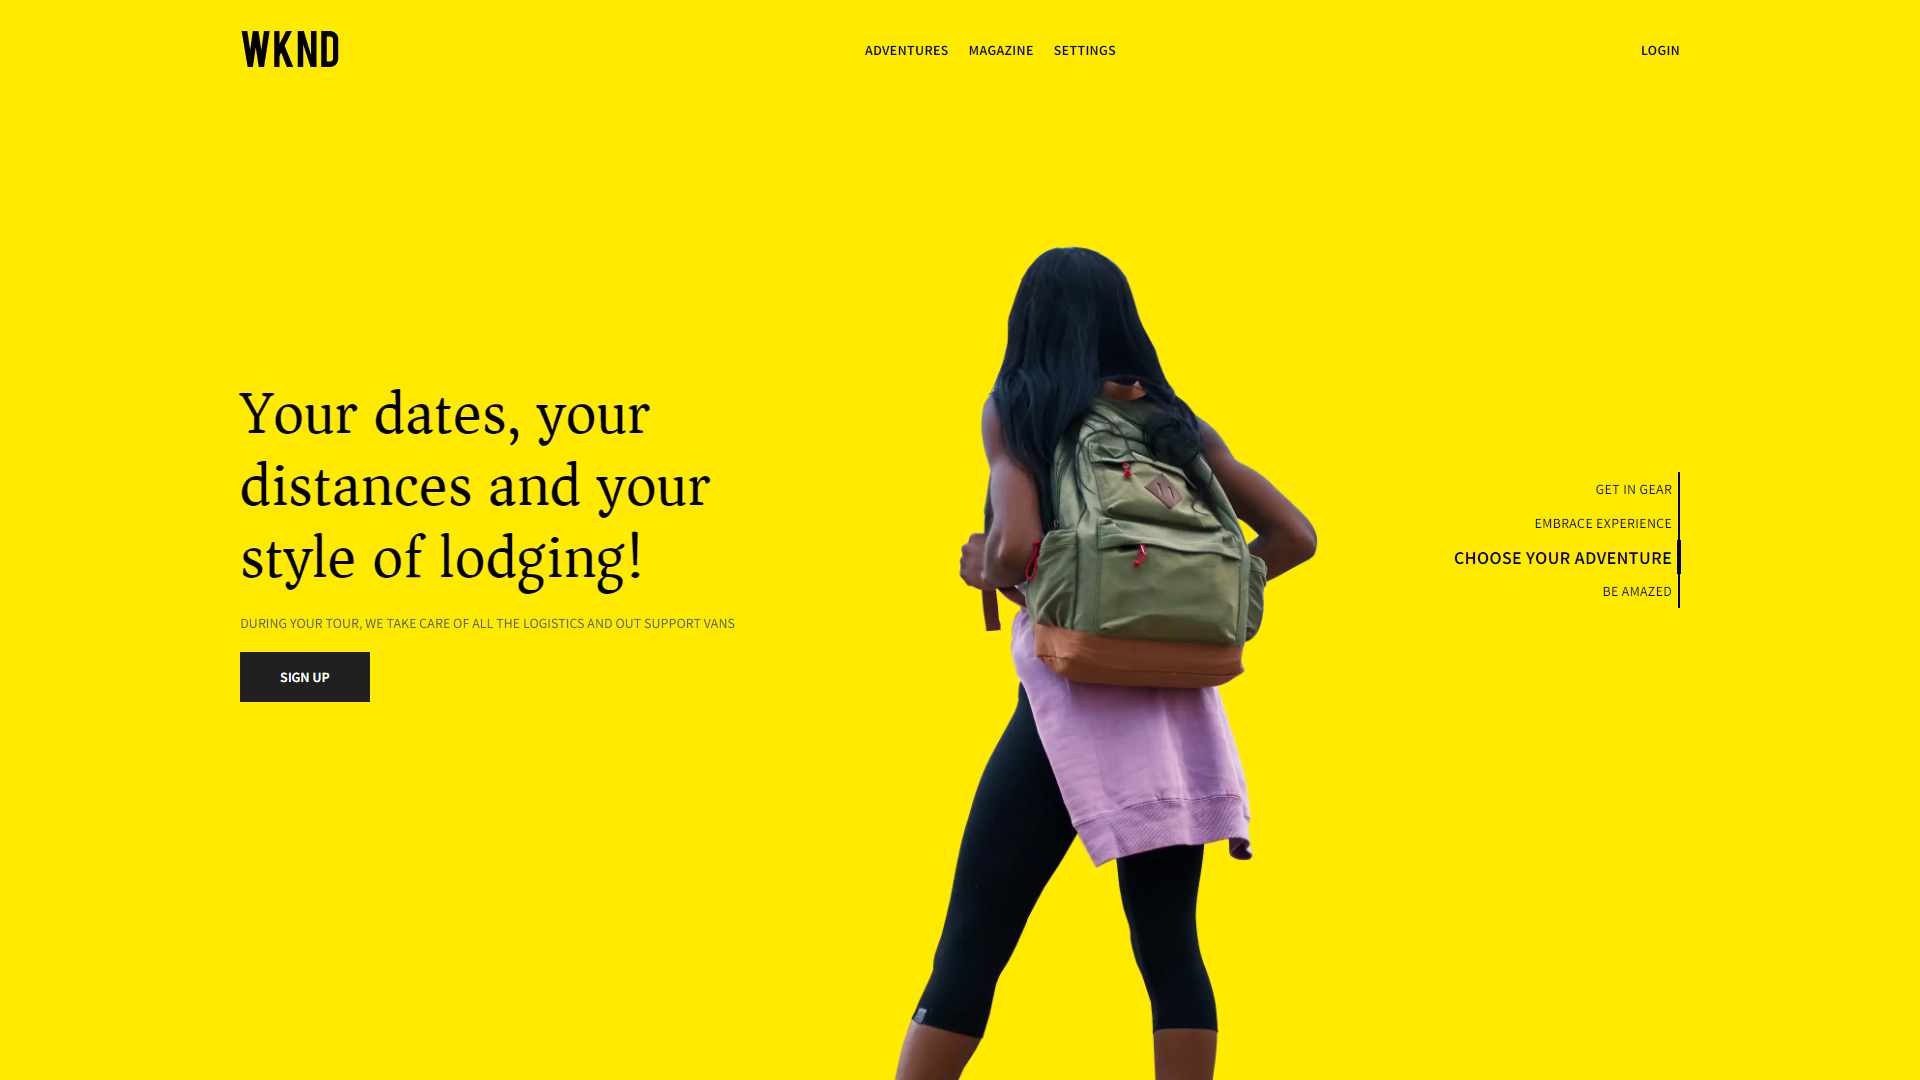 WKND
ADVENTURES
MAGAZINE
SETTINGS
LOGIN
Your dates, your
distances and your
style of lodging!
DURING YOUR TOUR, WE TAKE CARE OF ALL THE LOGISTICS AND OUT SUPPORT VANS
SIGN UP
GET IN GEAR
EMBRACE EXPERIENCE
CHOOSE YOUR ADVENTURE
BE AMAZED